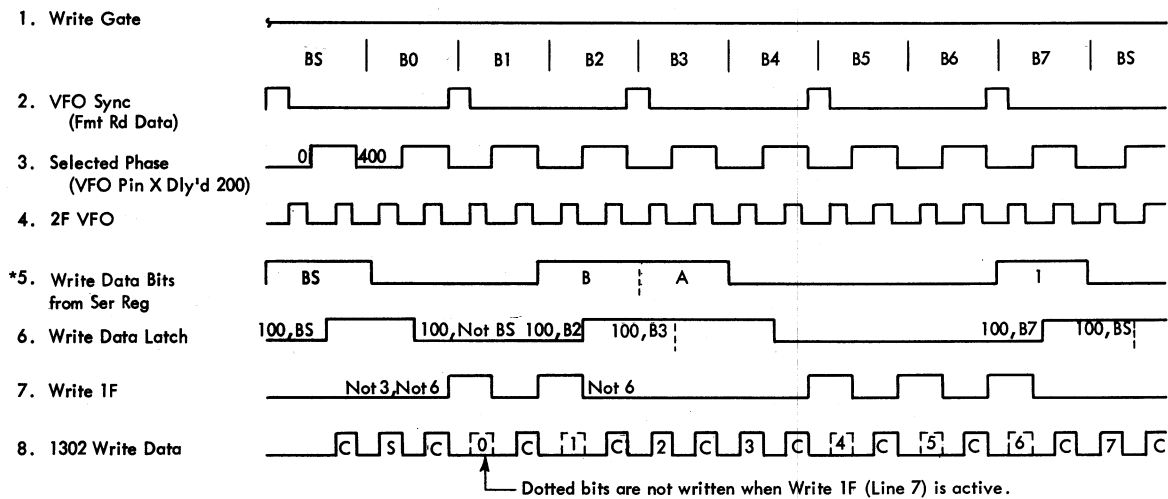 1. Write Gate
BS B0 B1 B2 B3 B4 B5 B6 B7 BS
2. VFO Sync
(Fmt Rd Data)
3. Selected Phase
(VFO Pin X Dly'd 200)
0 400
4. 2F VFO
*5. Write Data Bits
from Ser Reg
BS B A 1
6. Write Data Latch
100,BS 100,Not BS 100,B2 100,B3 100,B7 100,BS
7. Write 1F
Not 3,Not 6 Not 6
8. 1302 Write Data
C S C 0 C 1 C 2 C 3 C 4 C 5 C 6 C 7 C
Dotted bits are not written when Write 1F (Line 7) is active.